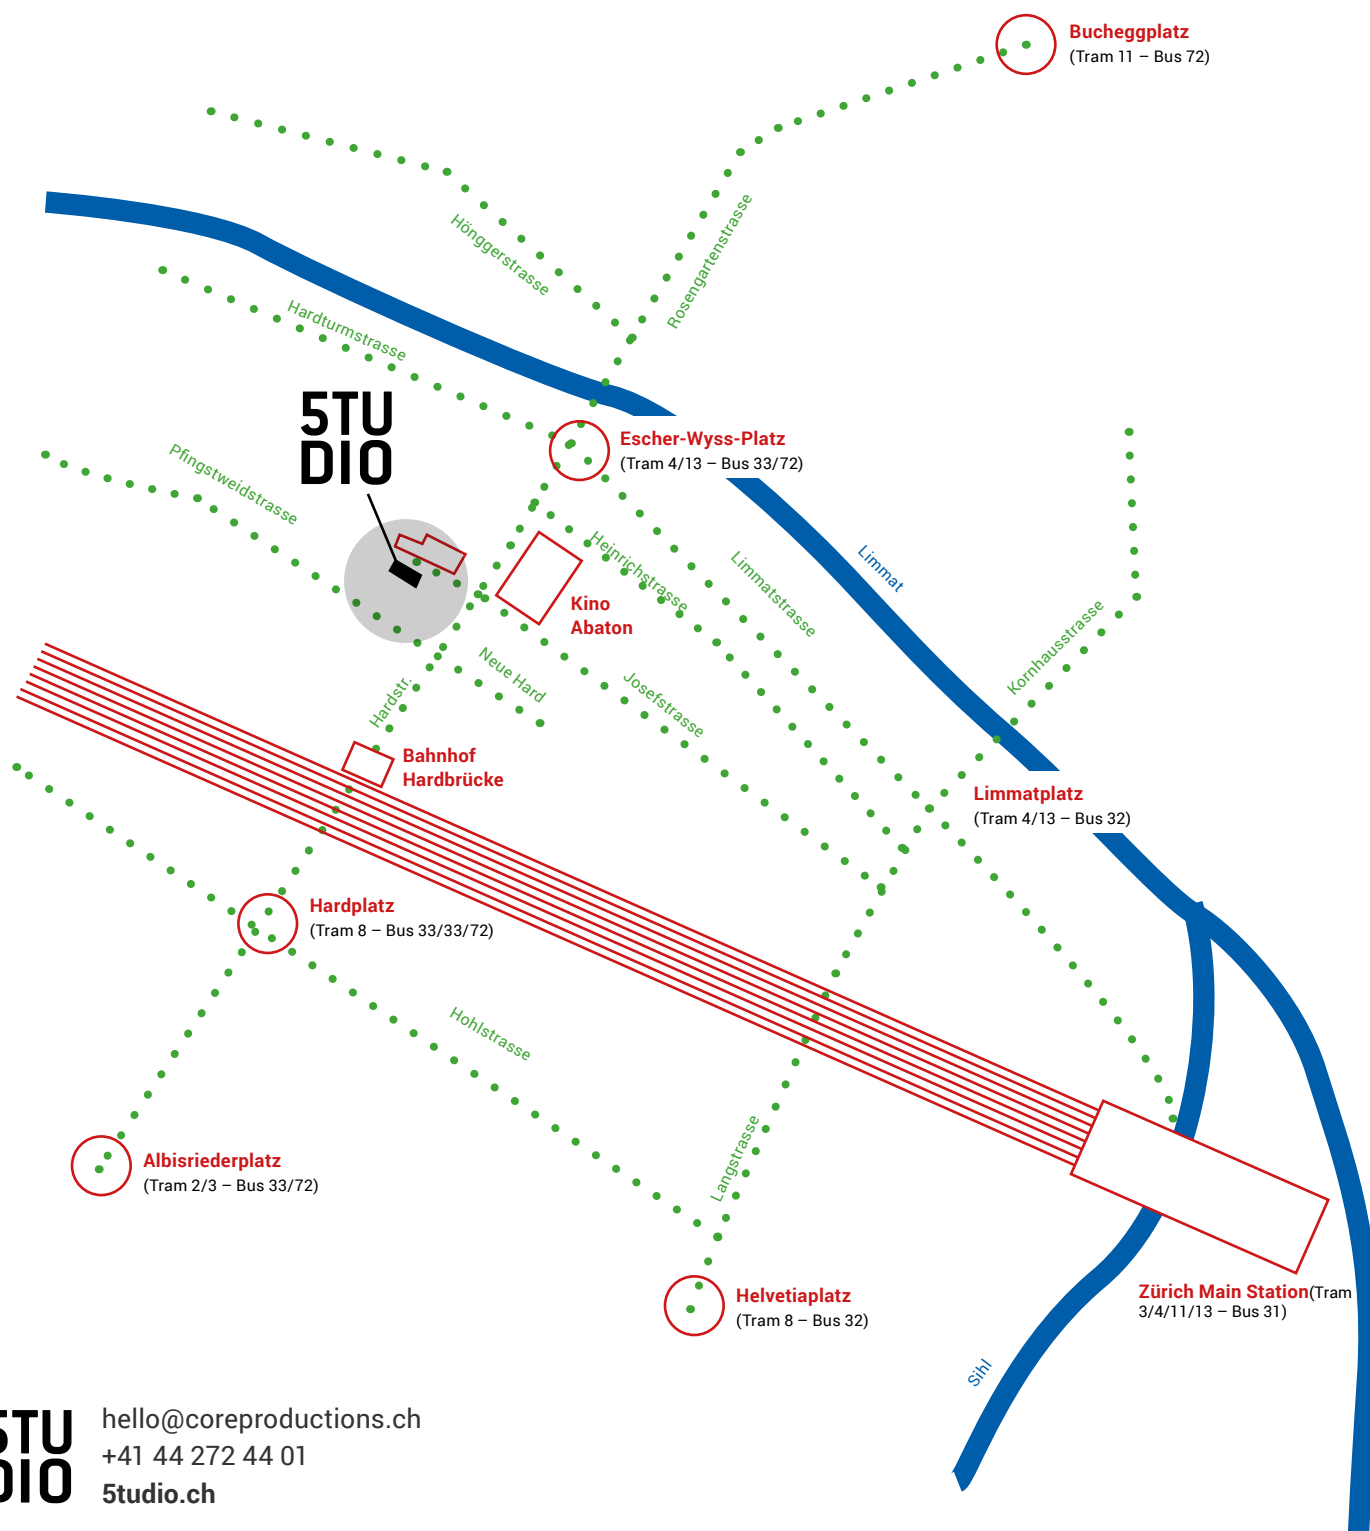 Bucheggplatz
(Tram 11 – Bus 72)
Hönggerstrasse
Rosengartenstrasse
Hardturmstrasse
5TU
DIO
Escher-Wyss-Platz
(Tram 4/13 – Bus 33/72)
Pfingstweidstrasse
Heinrichstrasse
Limmatstrasse
Limmat
Kino
Abaton
Kornhausstrasse
Neue Hard
Josefstrasse
Hardstr.
Bahnhof
Hardbrücke
Limmatplatz
(Tram 4/13 – Bus 32)
Hardplatz
(Tram 8 – Bus 33/33/72)
Hohlstrasse
Langstrasse
Albisriederplatz
(Tram 2/3 – Bus 33/72)
Helvetiaplatz
(Tram 8 – Bus 32)
Zürich Main Station(Tram
3/4/11/13 – Bus 31)
Sihl
5TU
DIO
hello@coreproductions.ch
+41 44 272 44 01
5tudio.ch